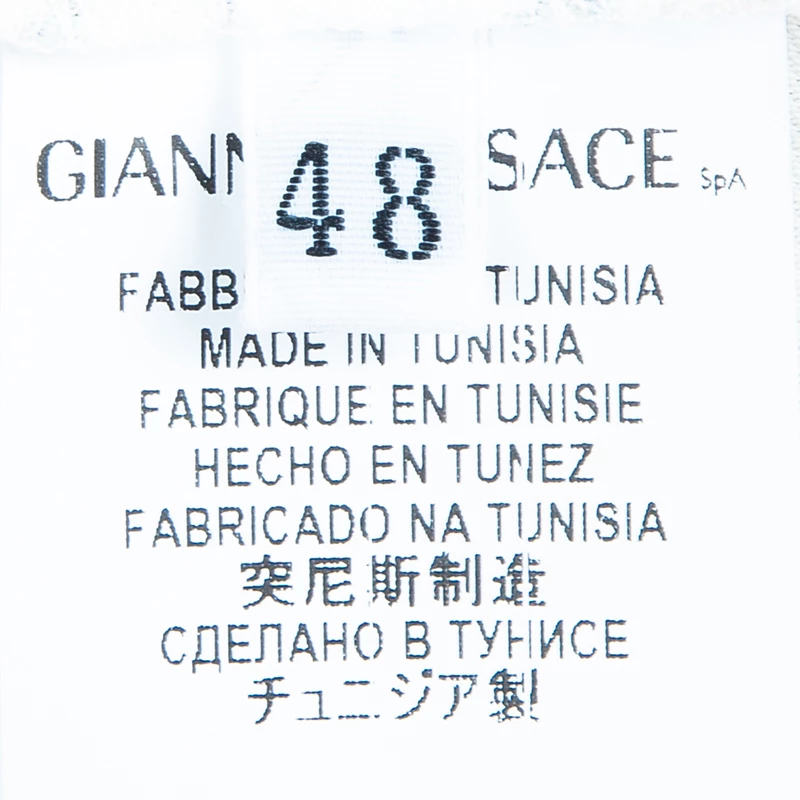 GIANN SACE SpA
48
FABB TUNISIA
MADE IN TUNISIA
FABRIQUE EN TUNISIE
HECHO EN TUNEZ
FABRICADO NA TUNISIA
突尼斯制造
СДЕЛАНО В ТУНИСЕ
チュニジア製